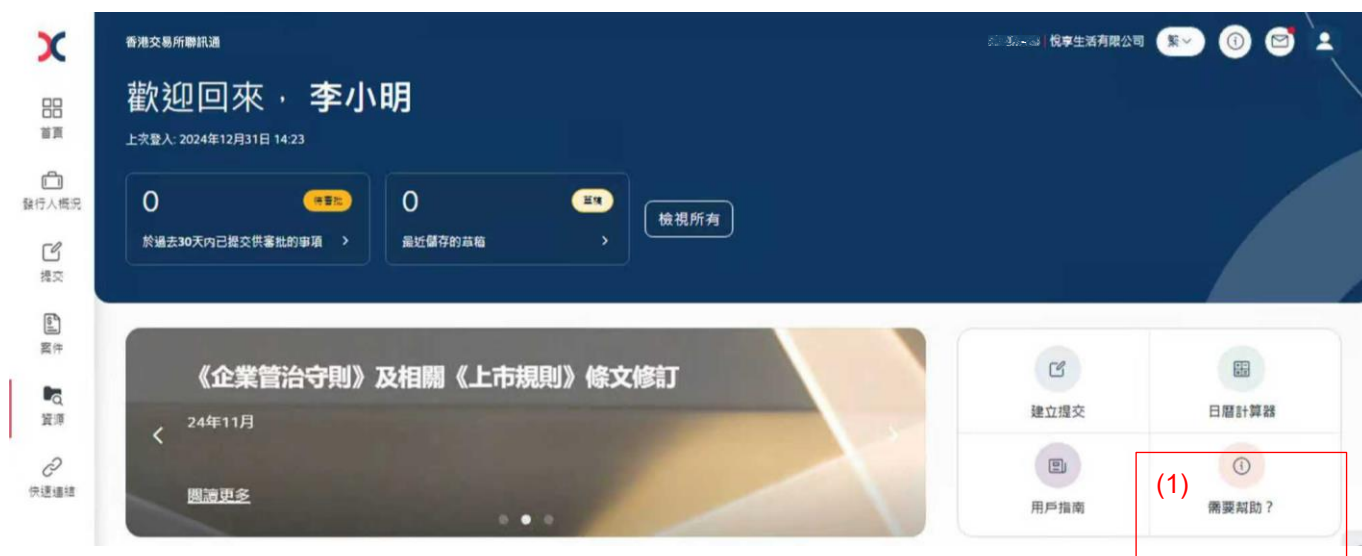 香港交易所聯訊通
悅享生活有限公司
繁
歡迎回來， 李小明
上次登入: 2024年12月31日 14:23
首頁
發行人概況
提交
案件
資源
快速連結
0
待審批
於過去30天内已提交供審批的事項
0
草稿
最近儲存的草稿
檢視所有
《企業管治守則》及相關《上市規則》條文修訂
24年11月
閱讀更多
建立提交
日曆計算器
用戶指南
(1)
需要幫助？